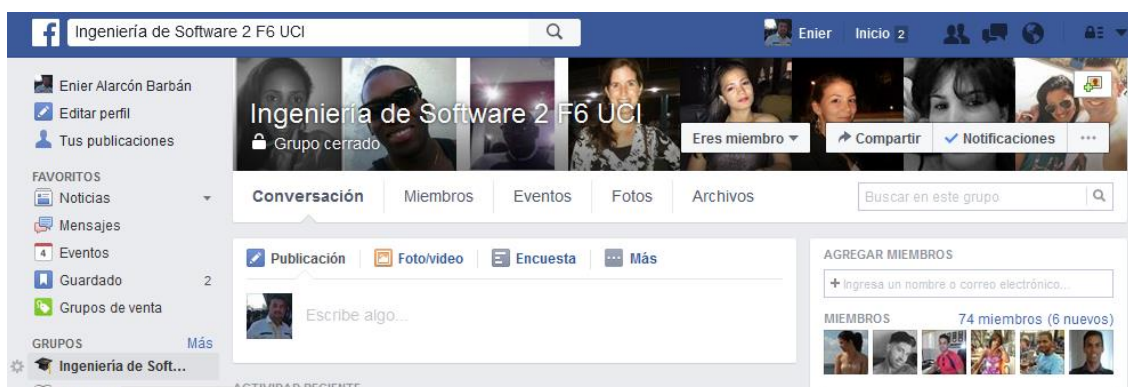 f
Ingeniería de Software 2 F6 UCI
Enier Inicio 2
Enier Alarcón Barbán
Editar perfil
Tus publicaciones
FAVORITOS
Noticias
Mensajes
4 Eventos
Guardado 2
Grupos de venta
GRUPOS Más
Ingeniería de Soft...
Ingeniería de Software 2 F6 UCI
Grupo cerrado
Eres miembro
Compartir
Notificaciones
Conversación Miembros Eventos Fotos Archivos
Buscar en este grupo
Publicación Foto/video Encuesta Más
Escribe algo...
ACTIVIDAD RECIENTE
AGREGAR MIEMBROS
+ Ingresa un nombre o correo electrónico...
MIEMBROS 74 miembros (6 nuevos)